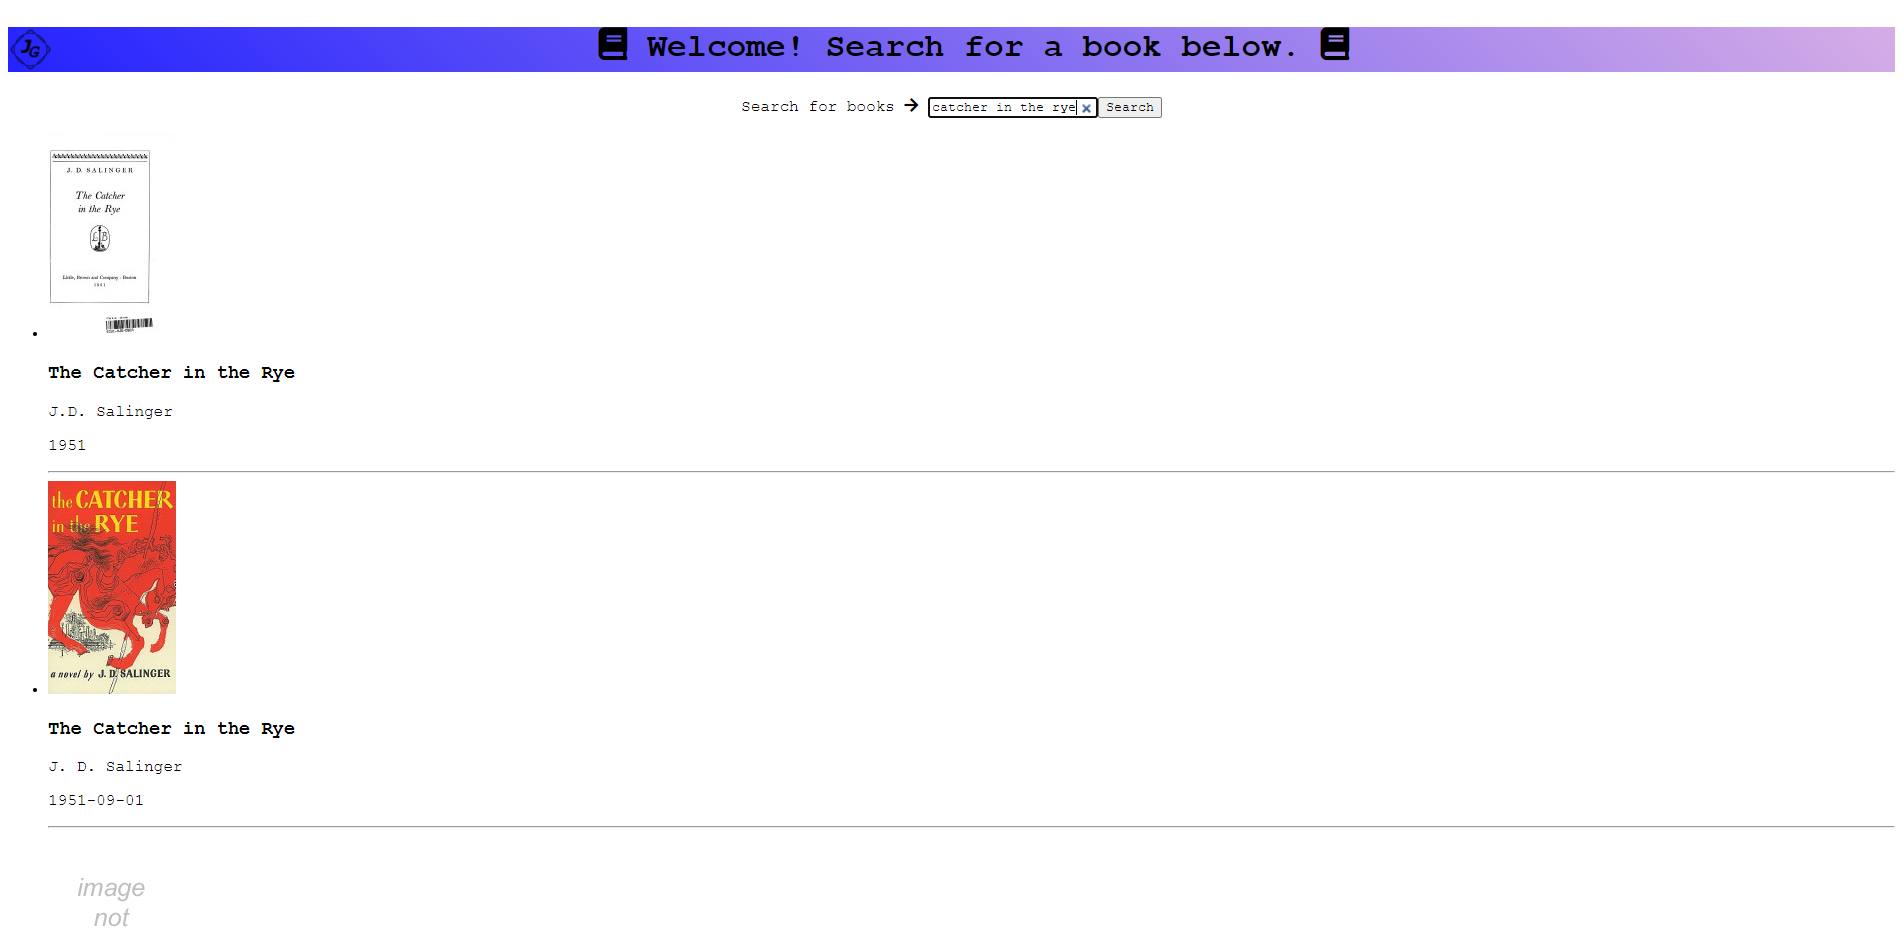 JG
Welcome! Search for a book below.
Search for books → catcher in the rye × Search
J. D. SALINGER
The Catcher
in the Rye
LB
Little, Brown and Company · Boston
1951
The Catcher in the Rye
J.D. Salinger
1951
the CATCHER
in the RYE
a novel by J. D. SALINGER
The Catcher in the Rye
J. D. Salinger
1951-09-01
image
not